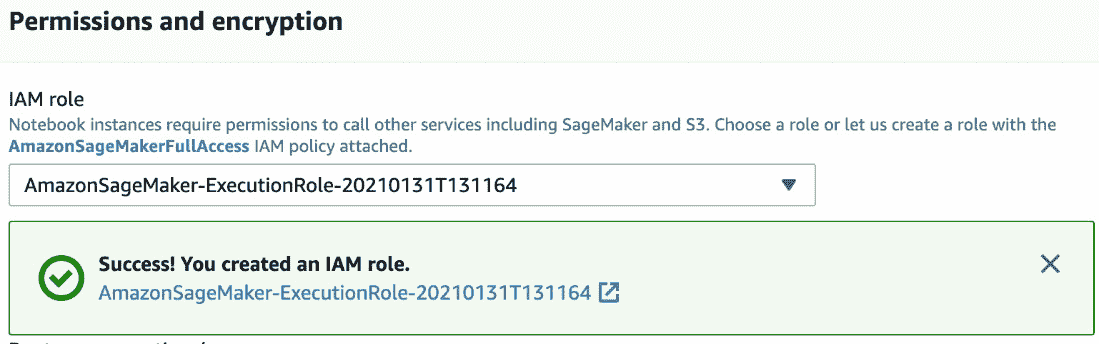 Permissions and encryption
IAM role
Notebook instances require permissions to call other services including SageMaker and S3. Choose a role or let us create a role with the
AmazonSageMakerFullAccess IAM policy attached.
AmazonSageMaker-ExecutionRole-20210131T131164
Success! You created an IAM role.
AmazonSageMaker-ExecutionRole-20210131T131164